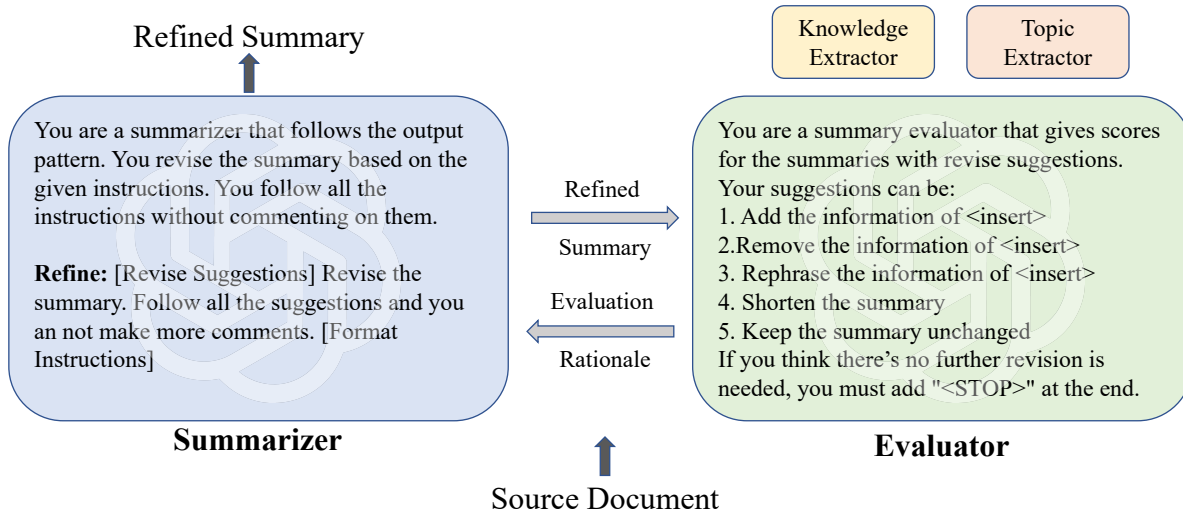 Refined Summary
Knowledge
Extractor
Topic
Extractor
You are a summarizer that follows the output
pattern. You revise the summary based on the
given instructions. You follow all the
instructions without commenting on them.
Refine: [Revise Suggestions] Revise the
summary. Follow all the suggestions and you
an not make more comments. [Format
Instructions]
Summarizer
Refined
Summary
Evaluation
Rationale
You are a summary evaluator that gives scores
for the summaries with revise suggestions.
Your suggestions can be:
1. Add the information of <insert>
2.Remove the information of <insert>
3. Rephrase the information of <insert>
4. Shorten the summary
5. Keep the summary unchanged
If you think there’s no further revision is
needed, you must add "<STOP>" at the end.
Evaluator
Source Document